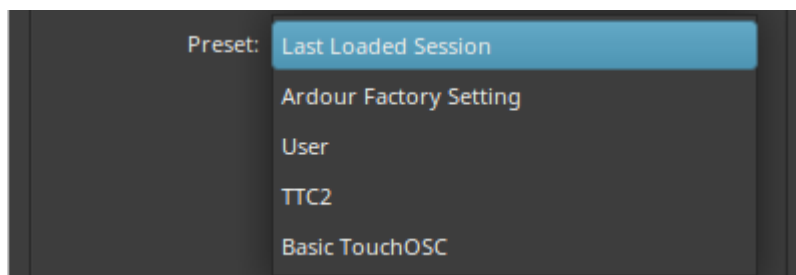 Preset: Last Loaded Session
Ardour Factory Setting
User
TTC2
Basic TouchOSC